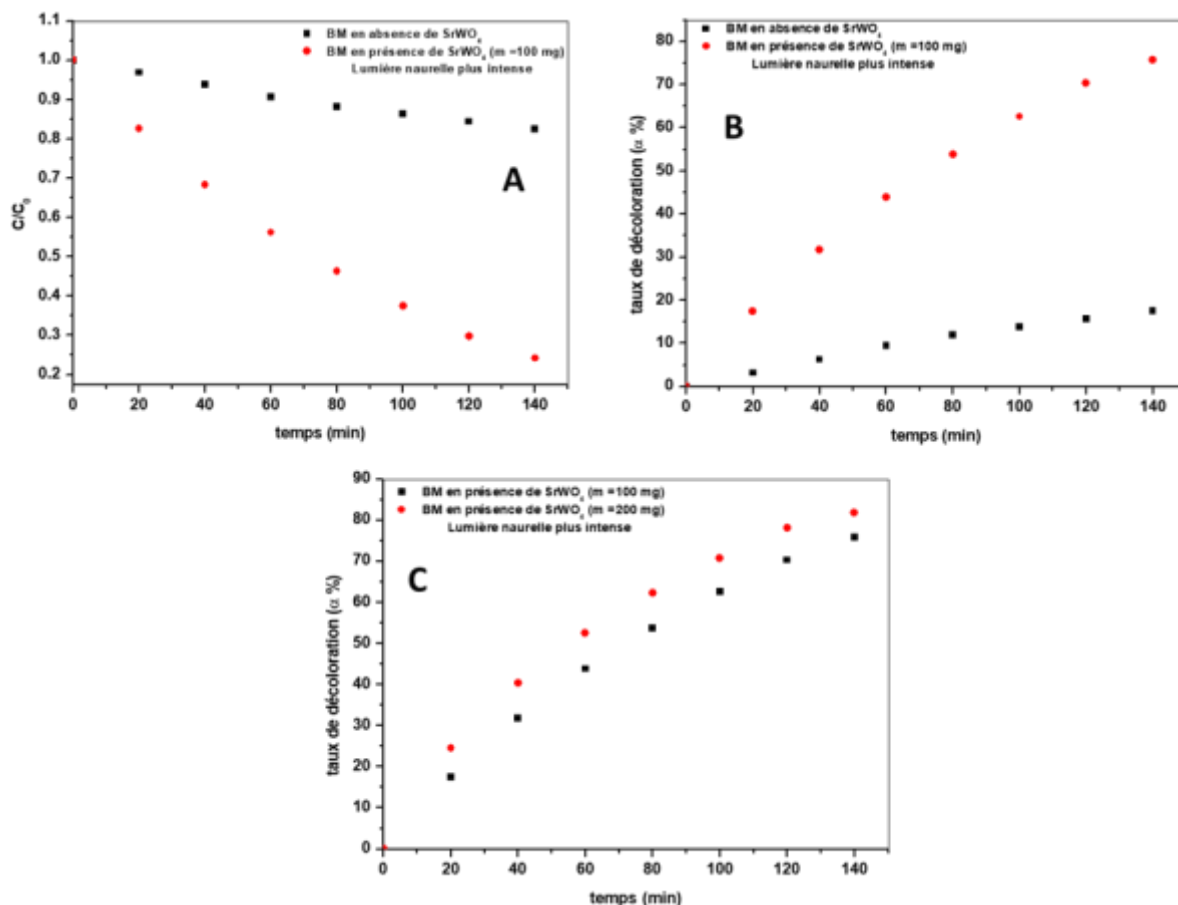 BM en absence de SrWO₄
BM en présence de SrWO₄ (m =100 mg)
Lumière naurelle plus intense
1.1
1.0
0.9
0.8
0.7
0.6
0.5
0.4
0.3
0.2
C/C₀
A
0 20 40 60 80 100 120 140
temps (min)
BM en absence de SrWO₄
BM en présence de SrWO₄ (m =100 mg)
Lumière naurelle plus intense
80
70
60
50
40
30
20
10
0
taux de décoloration (α %)
B
0 20 40 60 80 100 120 140
temps (min)
BM en présence de SrWO₄ (m =100 mg)
BM en présence de SrWO₄ (m =200 mg)
Lumière naurelle plus intense
90
80
70
60
50
40
30
20
10
0
taux de décoloration (α %)
C
0 20 40 60 80 100 120 140
temps (min)